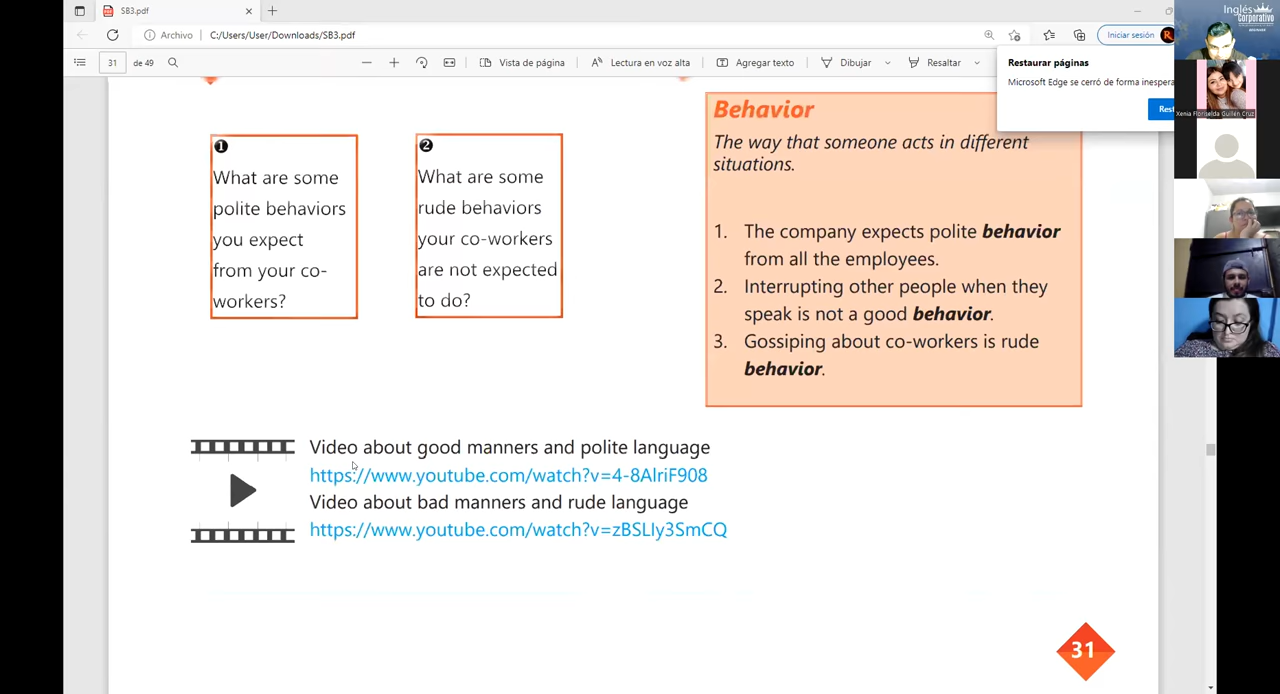 SB3.pdf
Archivo
C:/Users/User/Downloads/SB3.pdf
Iniciar sesión
R
31
de 49
Vista de página
Lectura en voz alta
Agregar texto
Dibujar
Resaltar
Restaurar páginas
Microsoft Edge se cerró de forma inespera
Rest
Inglés
Corporativo
Xenia Floriselda Guillén Cruz
1
What are some
polite behaviors
you expect
from your co-
workers?
2
What are some
rude behaviors
your co-workers
are not expected
to do?
Behavior
The way that someone acts in different
situations.
1. The company expects polite behavior
from all the employees.
2. Interrupting other people when they
speak is not a good behavior.
3. Gossiping about co-workers is rude
behavior.
Video about good manners and polite language
https://www.youtube.com/watch?v=4-8AlriF908
Video about bad manners and rude language
https://www.youtube.com/watch?v=zBSLIy3SmCQ
31